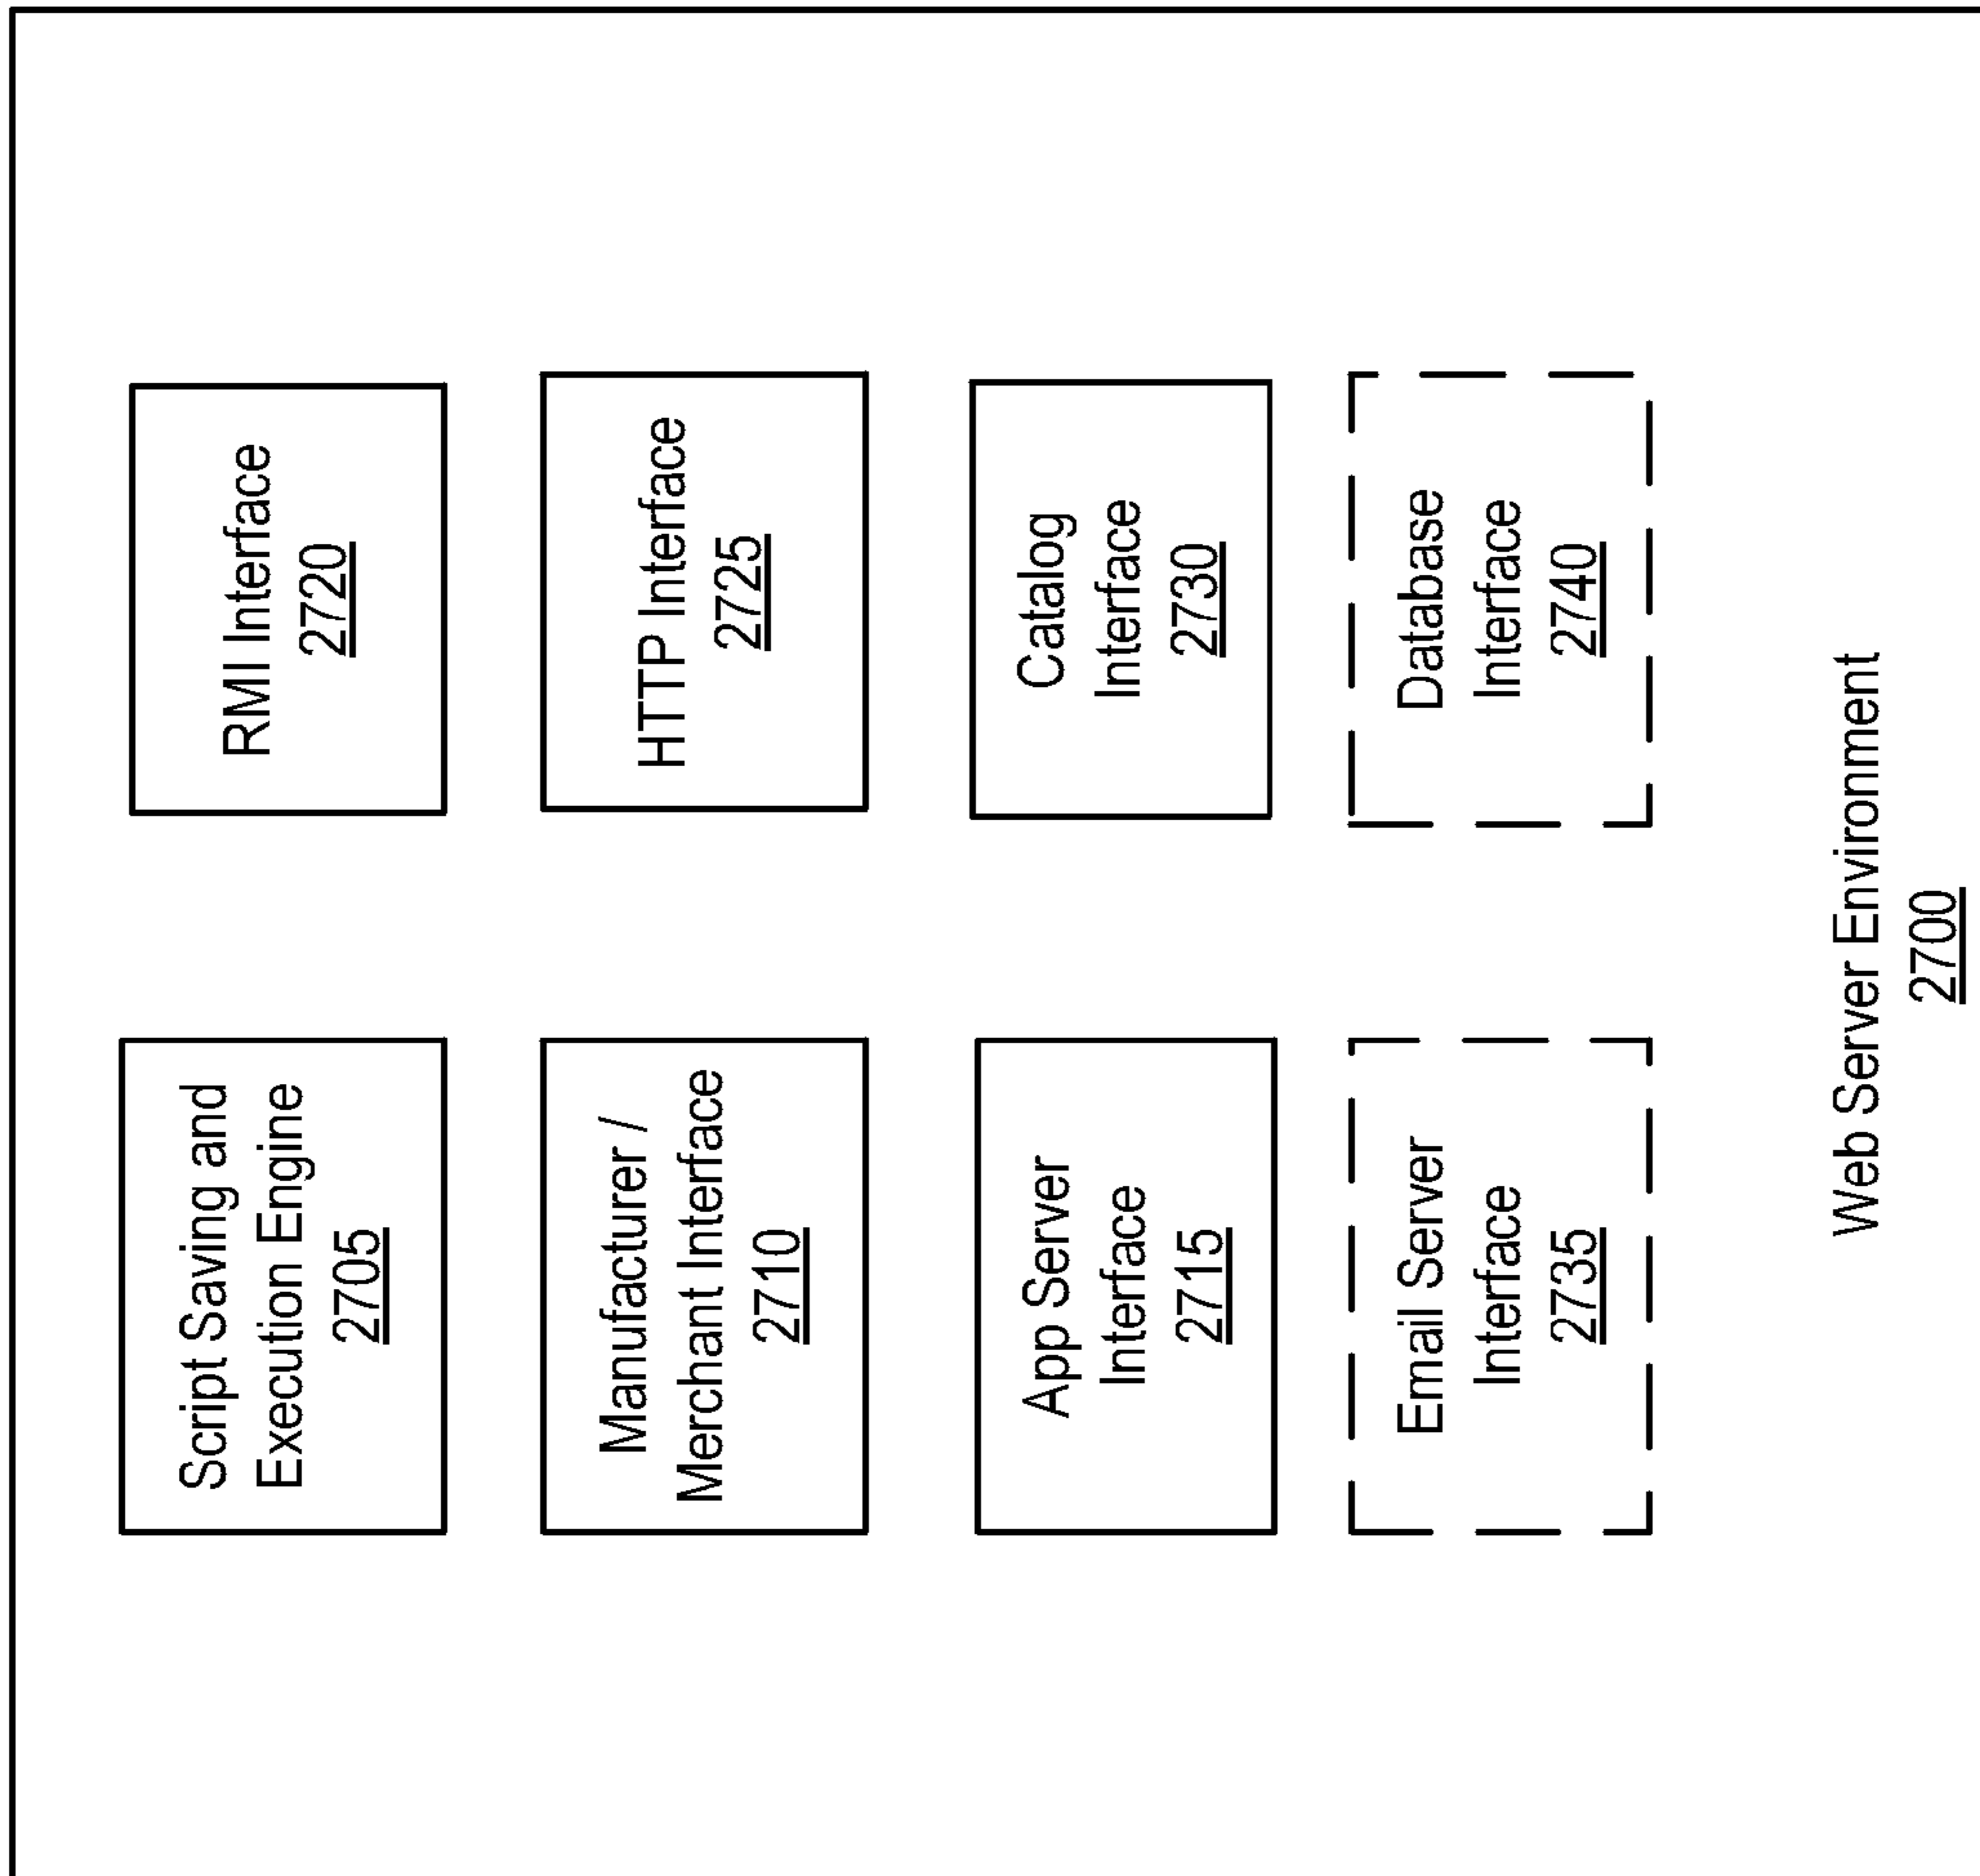 Script Saving and
Execution Engine
2705
RMI Interface
2720
Manufacturer /
Merchant Interface
2710
HTTP Interface
2725
App Server
Interface
2715
Catalog
Interface
2730
Email Server
Interface
2735
Database
Interface
2740
Web Server Environment
2700